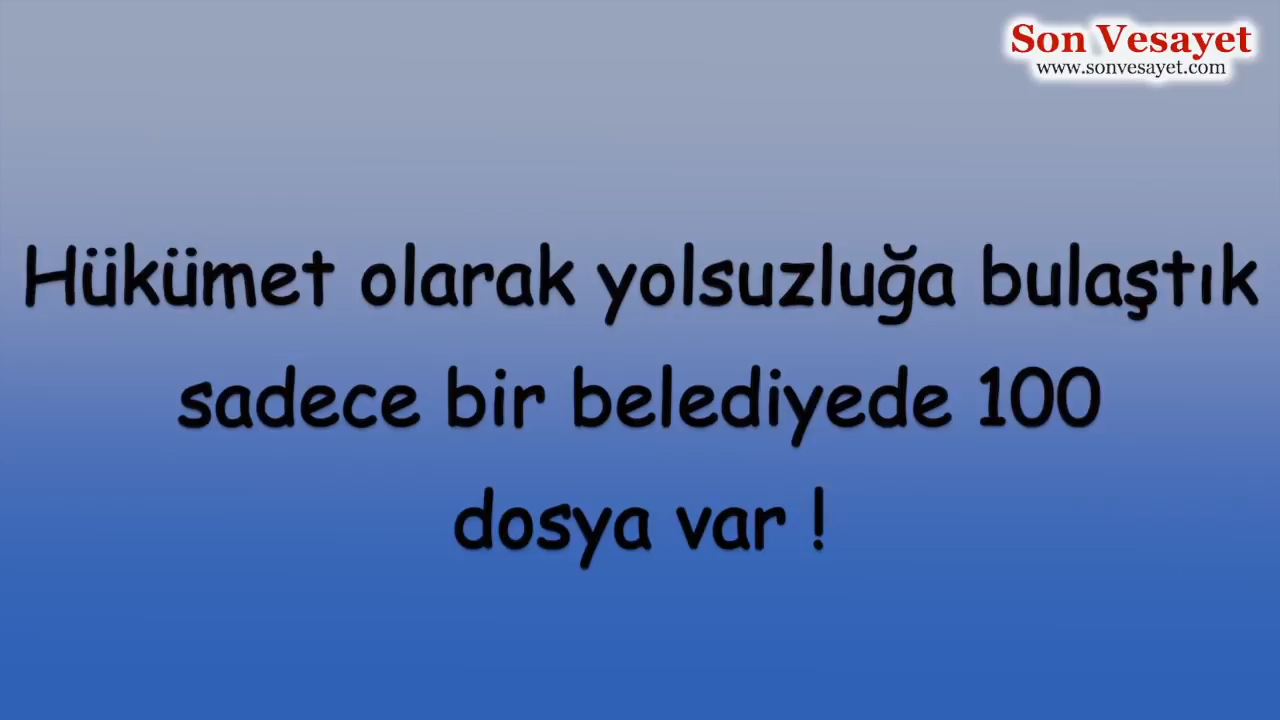 Son Vesayet
www.sonvesayet.com
Hükümet olarak yolsuzluğa bulaştık
sadece bir belediyede 100
dosya var !